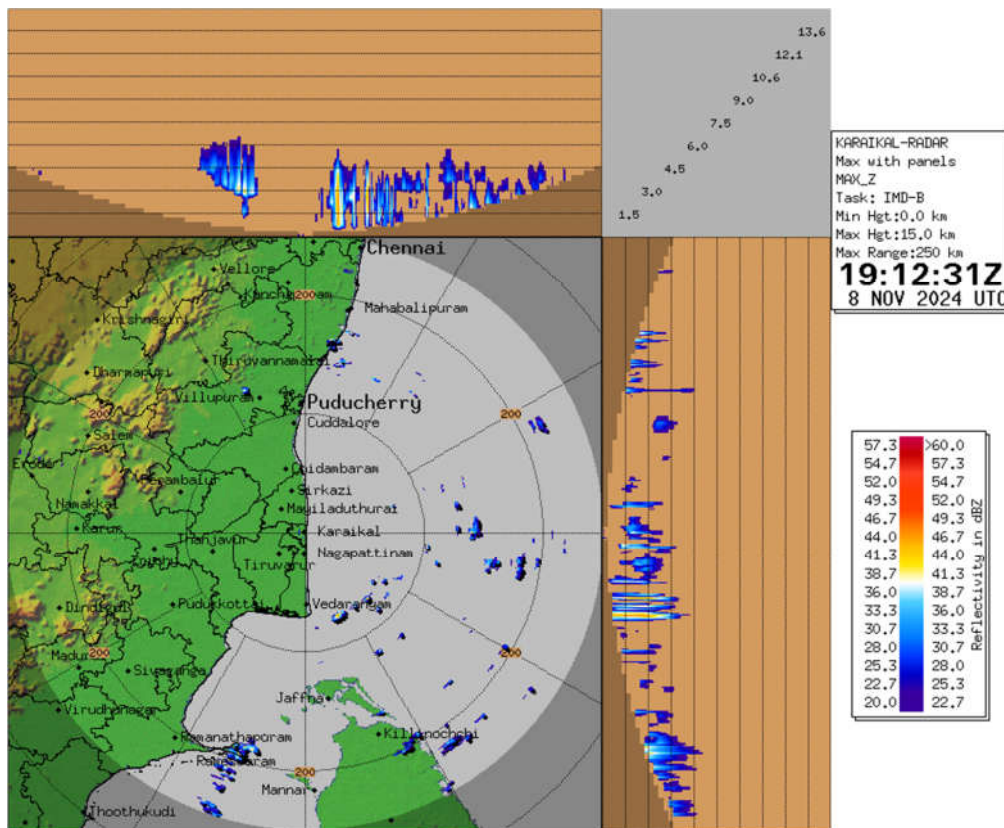 13.6
12.1
10.6
9.0
7.5
6.0
4.5
3.0
1.5
KARAIKAL-RADAR
Max with panels
MAX_Z
Task: IMD-B
Min Hgt:0.0 km
Max Hgt:15.0 km
Max Range:250 km
19:12:31Z
8 NOV 2024 UTC
Chennai
Vellore
200
Mahabalipuram
Krishnagiri
Thiruvannamalai
Dharmapuri
Villupuram
Puducherry
200
200
Cuddalore
Salem
Chidambaram
Perambalur
Sirkazi
Namakkal
Mayiladuthurai
Karur
Karaikal
Thanjavur
Nagapattinam
Tiruvarur
Dindigul
Pudukkottai
Vedaranyam
200
200
Sivaganga
Jaffna
Virudhanagar
Ramanathapuram
Killinochchi
Rameswaram
200
Mannar
Thoothukudi
57.3 >60.0
54.7 57.3
52.0 54.7
49.3 52.0
46.7 49.3
44.0 46.7
41.3 44.0
38.7 41.3
36.0 38.7
33.3 36.0
30.7 33.3
28.0 30.7
25.3 28.0
22.7 25.3
20.0 22.7
Reflectivity in dBZ